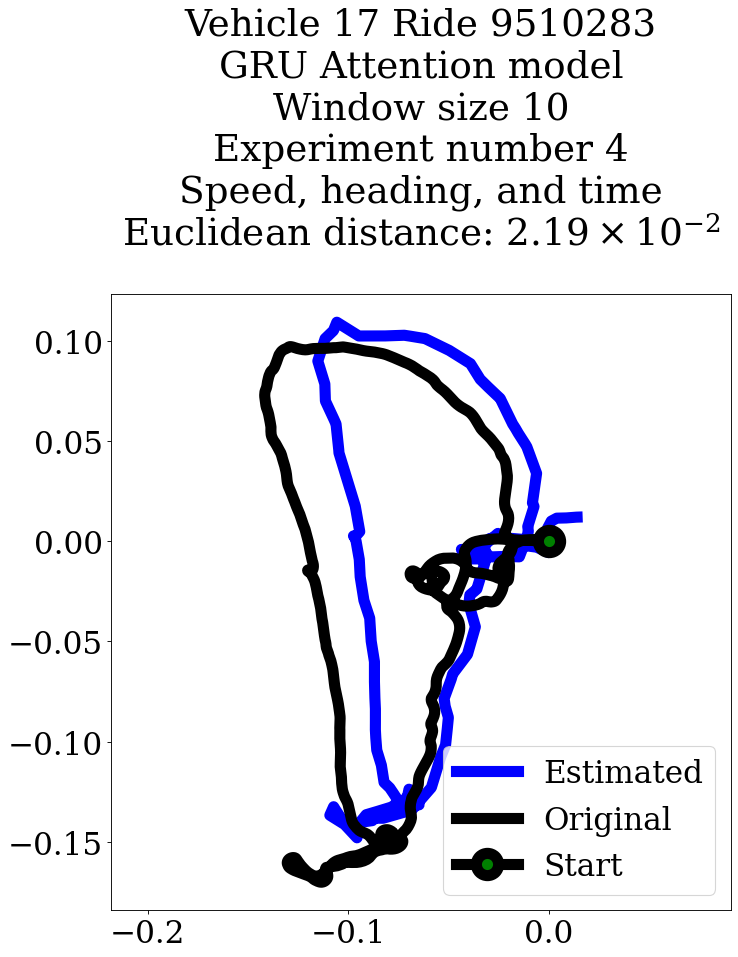 Vehicle 17 Ride 9510283
GRU Attention model
Window size 10
Experiment number 4
Speed, heading, and time
Euclidean distance: 2.19 × 10⁻²
0.10
0.05
0.00
−0.05
−0.10
−0.15
Estimated
Original
Start
−0.2
−0.1
0.0